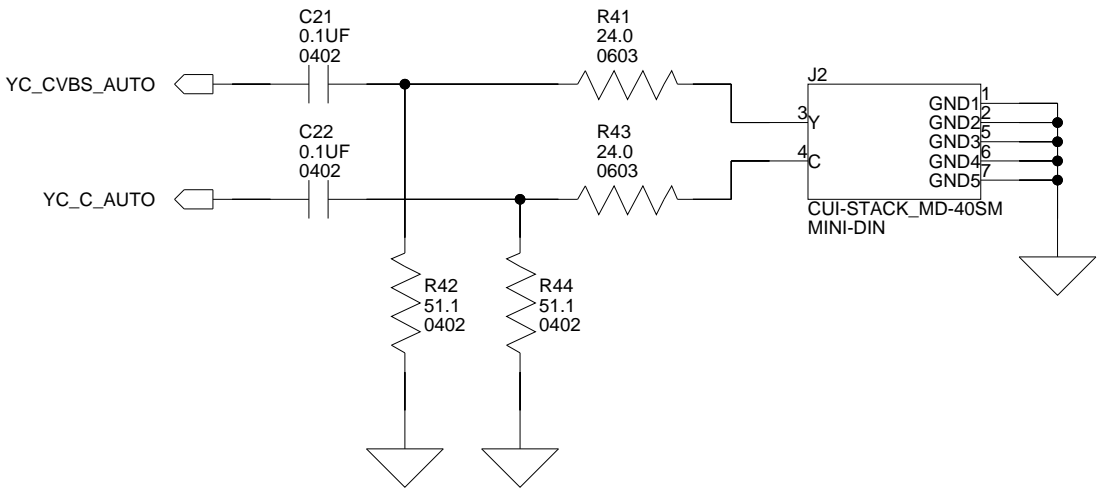 C21
0.1UF
0402
R41
24.0
0603
YC_CVBS_AUTO
J2
GND1 1
GND2 2
GND3 5
GND4 6
GND5 7
3 Y
4 C
C22
0.1UF
0402
R43
24.0
0603
YC_C_AUTO
CUI-STACK_MD-40SM
MINI-DIN
R42
51.1
0402
R44
51.1
0402